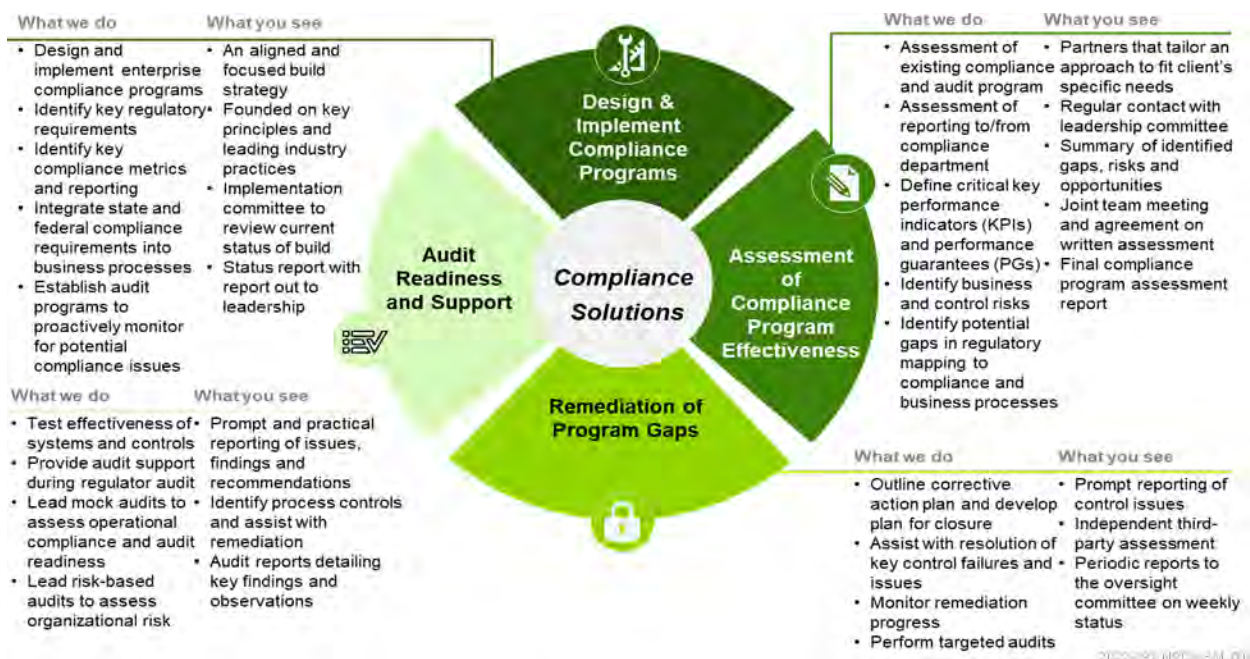 What we do
What you see
• Design and
implement enterprise
compliance programs
• Identify key regulatory
requirements
• Identify key
compliance metrics
and reporting
• Integrate state and
federal compliance
requirements into
business processes
• Establish audit
programs to
proactively monitor
for potential
compliance issues
• An aligned and
focused build
strategy
• Founded on key
principles and
leading industry
practices
• Implementation
committee to
review current
status of build
• Status report with
report out to
leadership
Design &
Implement
Compliance
Programs
What we do
What you see
• Assessment of
existing compliance
and audit program
• Assessment of
reporting to/from
compliance
department
• Define critical key
performance
indicators (KPIs)
and performance
guarantees (PGs)
• Identify business
and control risks
• Identify potential
gaps in regulatory
mapping to
compliance and
business processes
• Partners that tailor an
approach to fit client's
specific needs
• Regular contact with
leadership committee
• Summary of identified
gaps, risks and
opportunities
• Joint team meeting
and agreement on
written assessment
• Final compliance
program assessment
report
Audit
Readiness
and Support
Compliance
Solutions
Assessment
of
Compliance
Program
Effectiveness
Remediation of
Program Gaps
What we do
What you see
• Test effectiveness of
systems and controls
• Provide audit support
during regulator audit
• Lead mock audits to
assess operational
compliance and audit
readiness
• Lead risk-based
audits to assess
organizational risk
• Prompt and practical
reporting of issues,
findings and
recommendations
• Identify process controls
and assist with
remediation
• Audit reports detailing
key findings and
observations
What we do
What you see
• Outline corrective
action plan and develop
plan for closure
• Assist with resolution of
key control failures and
issues
• Monitor remediation
progress
• Perform targeted audits
• Prompt reporting of
control issues
• Independent third-
party assessment
• Periodic reports to
the oversight
committee on weekly
status